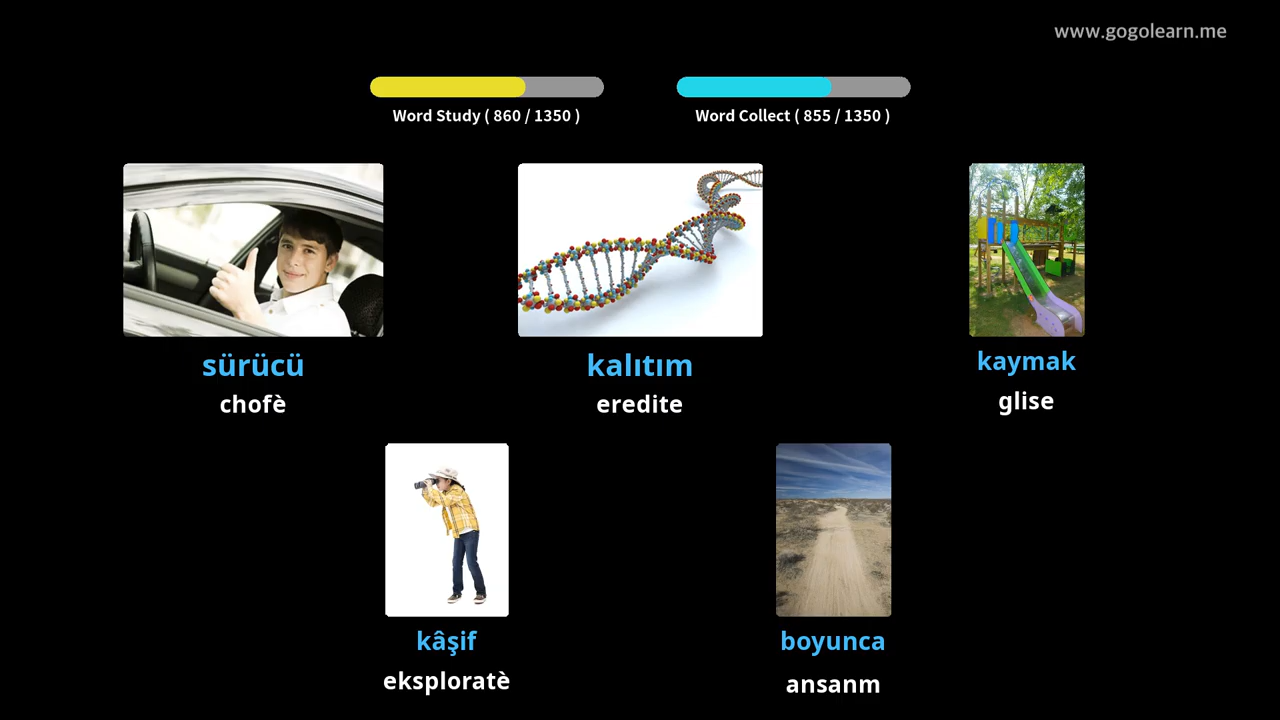 www.gogolearn.me
Word Study ( 860 / 1350 )
Word Collect ( 855 / 1350 )
sürücü
chofè
kalıtım
eredite
kaymak
glise
kâşif
eksploratè
boyunca
ansanm